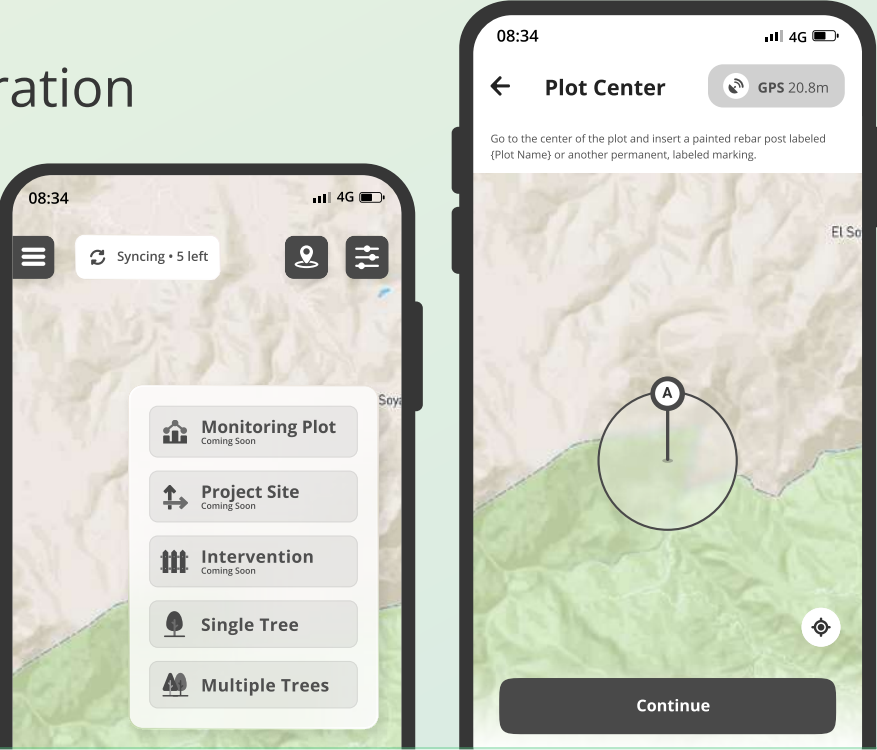 ration
08:34
4G
Syncing • 5 left
Soya
Monitoring Plot
Coming Soon
Project Site
Coming Soon
Intervention
Coming Soon
Single Tree
Multiple Trees
08:34
4G
Plot Center
GPS 20.8m
Go to the center of the plot and insert a painted rebar post labeled
{Plot Name} or another permanent, labeled marking.
El So
A
Continue